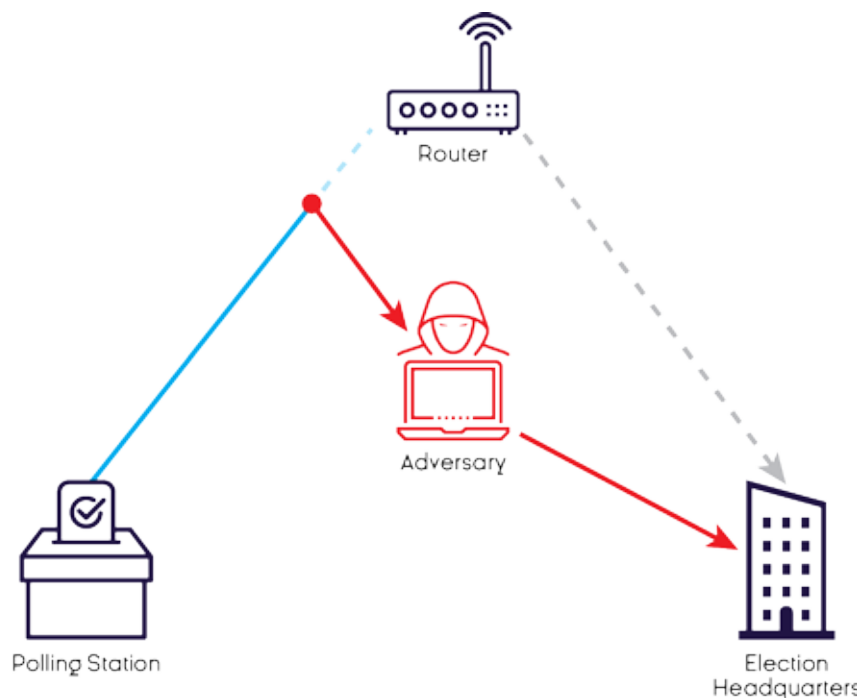 Router
Adversary
Polling Station
Election
Headquarters